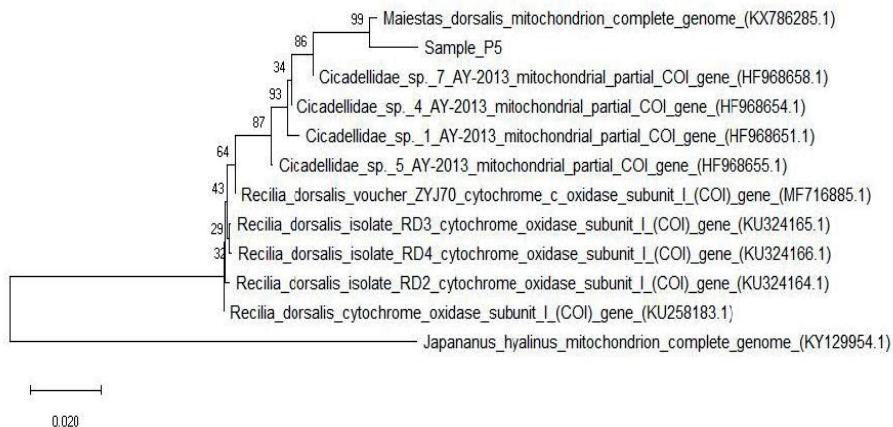 99
Maiestas_dorsalis_mitochondrion_complete_genome_(KX786285.1)
86
Sample_P5
34
Cicadellidae_sp._7_AY-2013_mitochondrial_partial_COI_gene_(HF968658.1)
93
Cicadellidae_sp._4_AY-2013_mitochondrial_partial_COI_gene_(HF968654.1)
87
Cicadellidae_sp._1_AY-2013_mitochondrial_partial_COI_gene_(HF968651.1)
64
Cicadellidae_sp._5_AY-2013_mitochondrial_partial_COI_gene_(HF968655.1)
43
Recilia_dorsalis_voucher_ZYJ70_cytochrome_c_oxidase_subunit_I_(COI)_gene_(MF716885.1)
29
Recilia_dorsalis_isolate_RD3_cytochrome_oxidase_subunit_I_(COI)_gene_(KU324165.1)
32
Recilia_dorsalis_isolate_RD4_cytochrome_oxidase_subunit_I_(COI)_gene_(KU324166.1)
Recilia_dorsalis_isolate_RD2_cytochrome_oxidase_subunit_I_(COI)_gene_(KU324164.1)
Recilia_dorsalis_cytochrome_oxidase_subunit_I_(COI)_gene_(KU258183.1)
Japananus_hyalinus_mitochondrion_complete_genome_(KY129954.1)
0.020